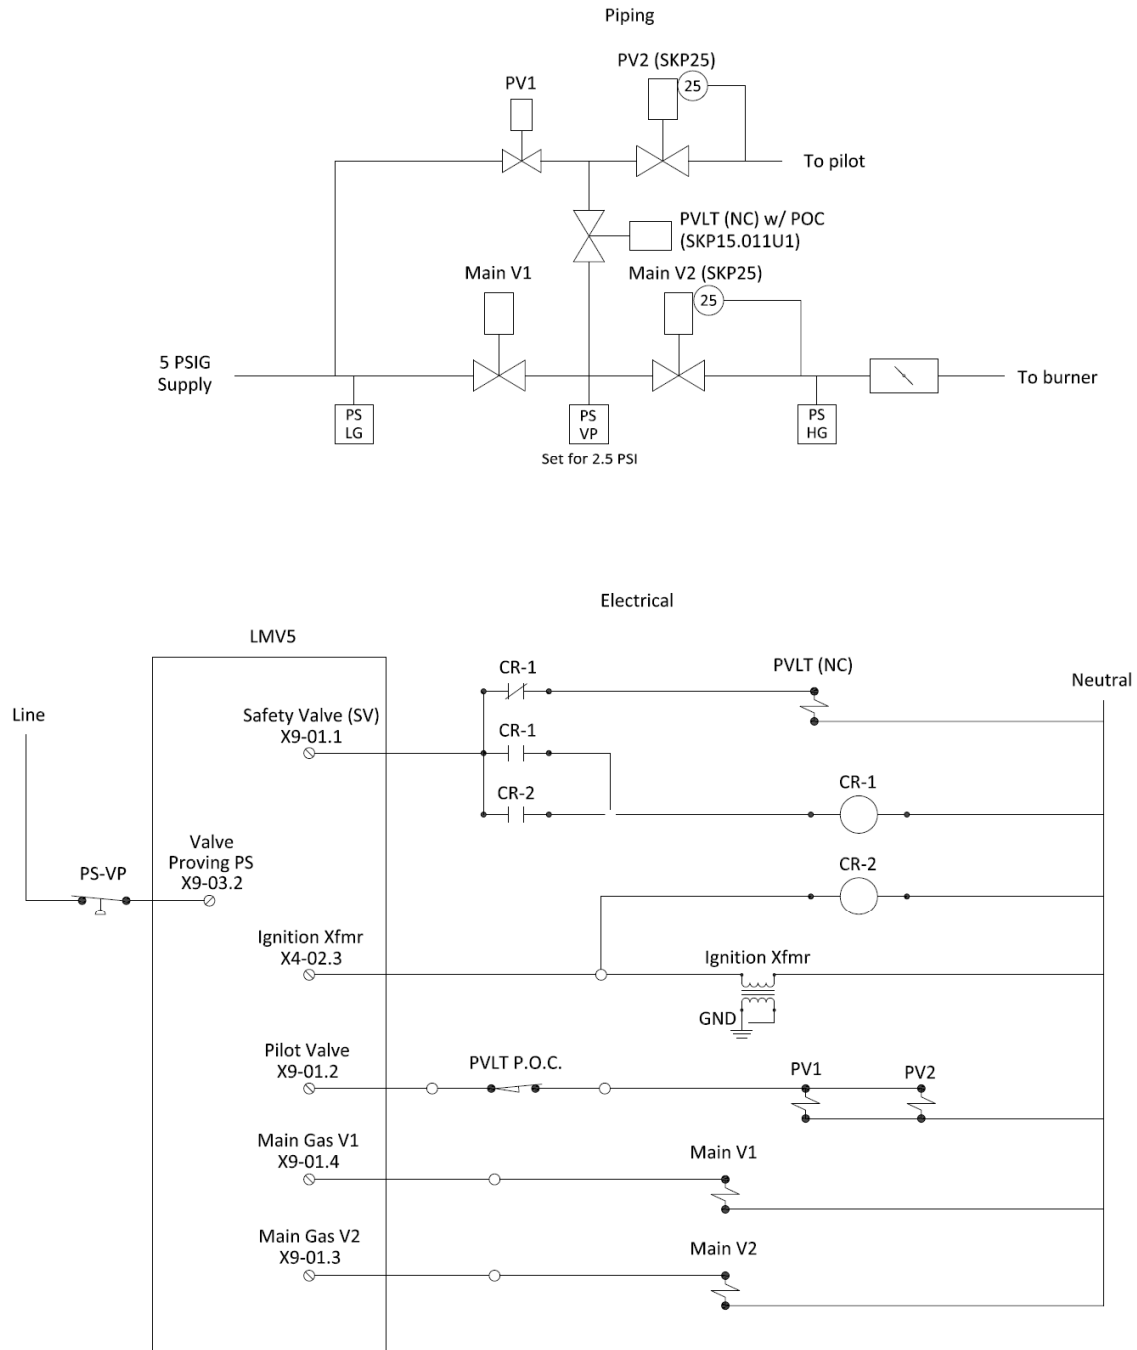 Piping
PV2 (SKP25)
25
PV1
To pilot
PVLT (NC) w/ POC
(SKP15.011U1)
Main V1
Main V2 (SKP25)
25
5 PSIG
Supply
To burner
PS
LG
PS
VP
PS
HG
Set for 2.5 PSI
Electrical
LMV5
CR-1
PVLT (NC)
Neutral
Line
Safety Valve (SV)
X9-01.1
CR-1
CR-2
CR-1
Valve
Proving PS
X9-03.2
PS-VP
CR-2
Ignition Xfmr
X4-02.3
Ignition Xfmr
GND
Pilot Valve
X9-01.2
PVLT P.O.C.
PV1
PV2
Main Gas V1
X9-01.4
Main V1
Main Gas V2
X9-01.3
Main V2